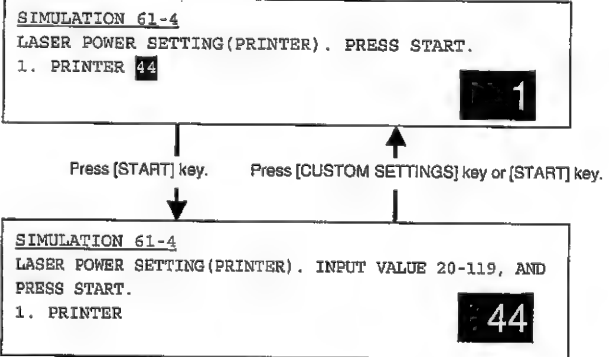 SIMULATION 61-4
LASER POWER SETTING(PRINTER). PRESS START.
1. PRINTER 44
1
Press [START] key.
Press [CUSTOM SETTINGS] key or [START] key.
SIMULATION 61-4
LASER POWER SETTING(PRINTER). INPUT VALUE 20-119, AND
PRESS START.
1. PRINTER
44